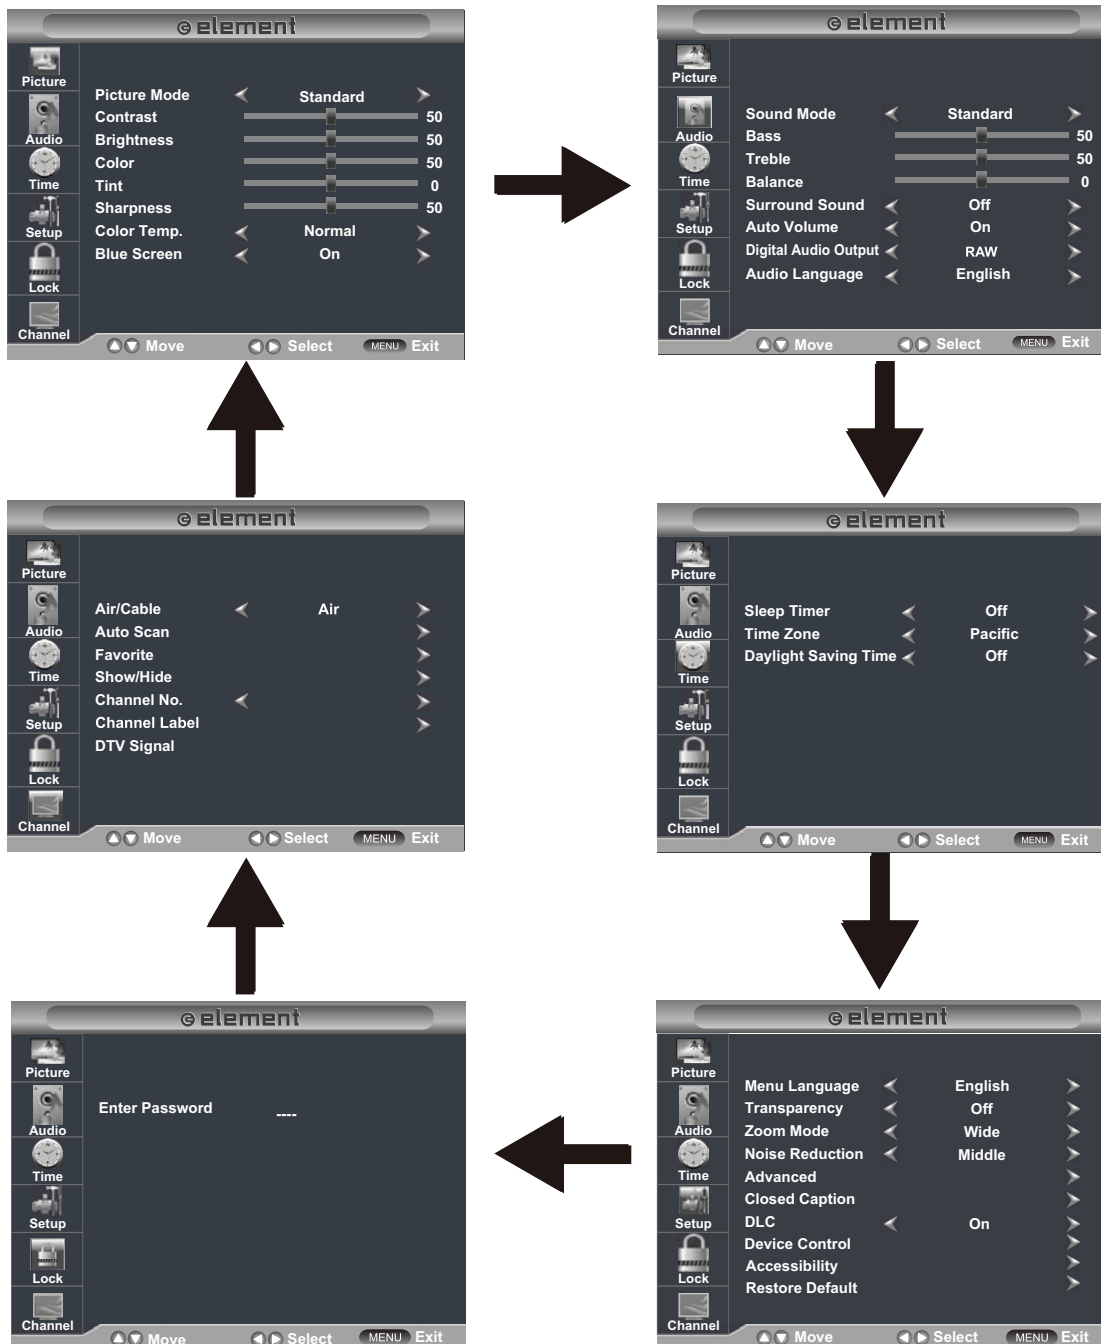 element
Picture
Audio
Time
Setup
Lock
Channel
Picture Mode Standard
Contrast 50
Brightness 50
Color 50
Tint 0
Sharpness 50
Color Temp. Normal
Blue Screen On
Move Select MENU Exit
element
Picture
Audio
Time
Setup
Lock
Channel
Sound Mode Standard
Bass 50
Treble 50
Balance 0
Surround Sound Off
Auto Volume On
Digital Audio Output RAW
Audio Language English
Move Select MENU Exit
element
Picture
Audio
Time
Setup
Lock
Channel
Air/Cable Air
Auto Scan
Favorite
Show/Hide
Channel No.
Channel Label
DTV Signal
Move Select MENU Exit
element
Picture
Audio
Time
Setup
Lock
Channel
Sleep Timer Off
Time Zone Pacific
Daylight Saving Time Off
Move Select MENU Exit
element
Picture
Audio
Time
Setup
Lock
Channel
Enter Password ----
Move Select MENU Exit
element
Picture
Audio
Time
Setup
Lock
Channel
Menu Language English
Transparency Off
Zoom Mode Wide
Noise Reduction Middle
Advanced
Closed Caption
DLC On
Device Control
Accessibility
Restore Default
Move Select MENU Exit